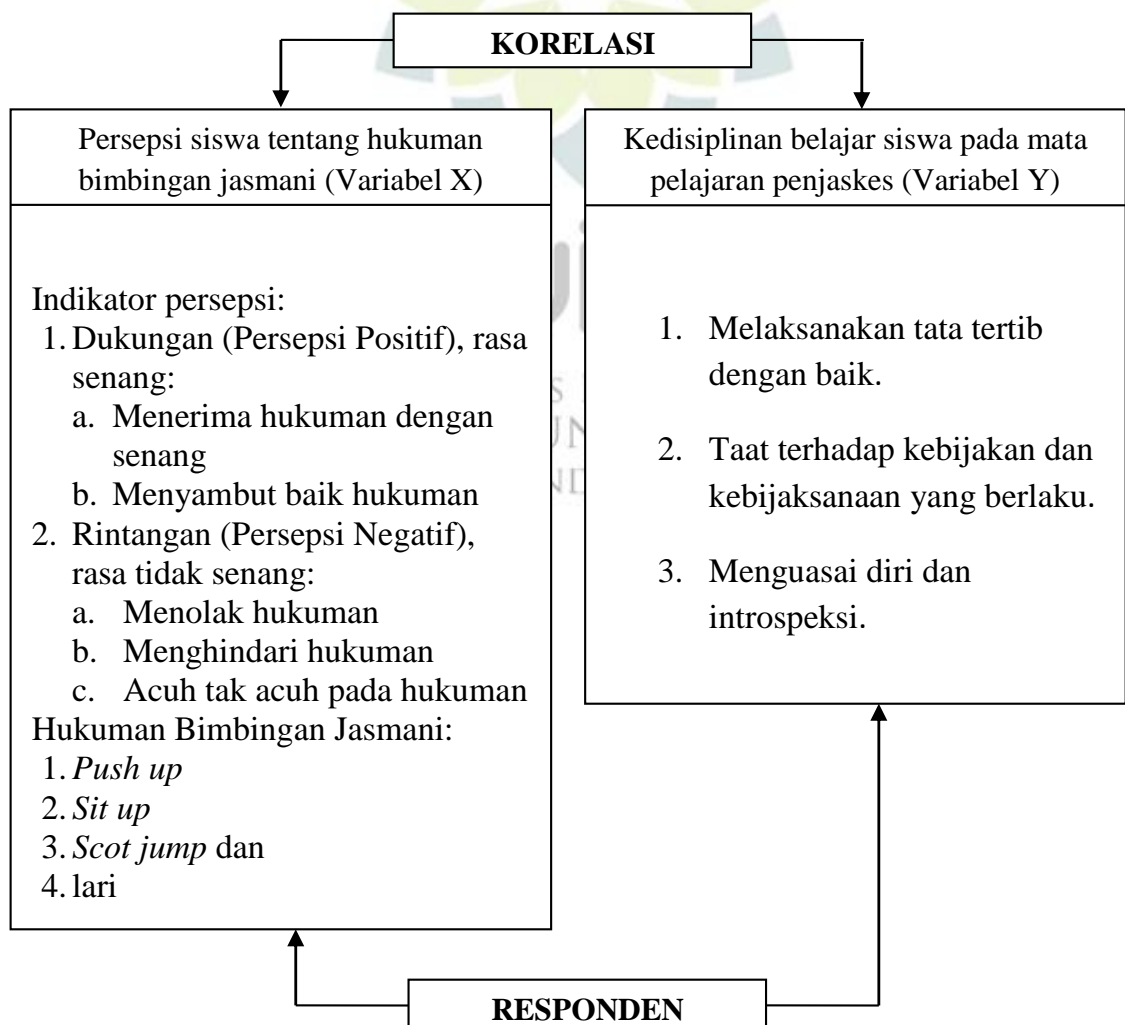 KORELASI
Persepsi siswa tentang hukuman
bimbingan jasmani (Variabel X)
Indikator persepsi:
1. Dukungan (Persepsi Positif), rasa
senang:
a. Menerima hukuman dengan
senang
b. Menyambut baik hukuman
2. Rintangan (Persepsi Negatif),
rasa tidak senang:
a. Menolak hukuman
b. Menghindari hukuman
c. Acuh tak acuh pada hukuman
Hukuman Bimbingan Jasmani:
1. Push up
2. Sit up
3. Scot jump dan
4. lari
Kedisiplinan belajar siswa pada mata
pelajaran penjaskes (Variabel Y)
1. Melaksanakan tata tertib
dengan baik.
2. Taat terhadap kebijakan dan
kebijaksanaan yang berlaku.
3. Menguasai diri dan
introspeksi.
RESPONDEN